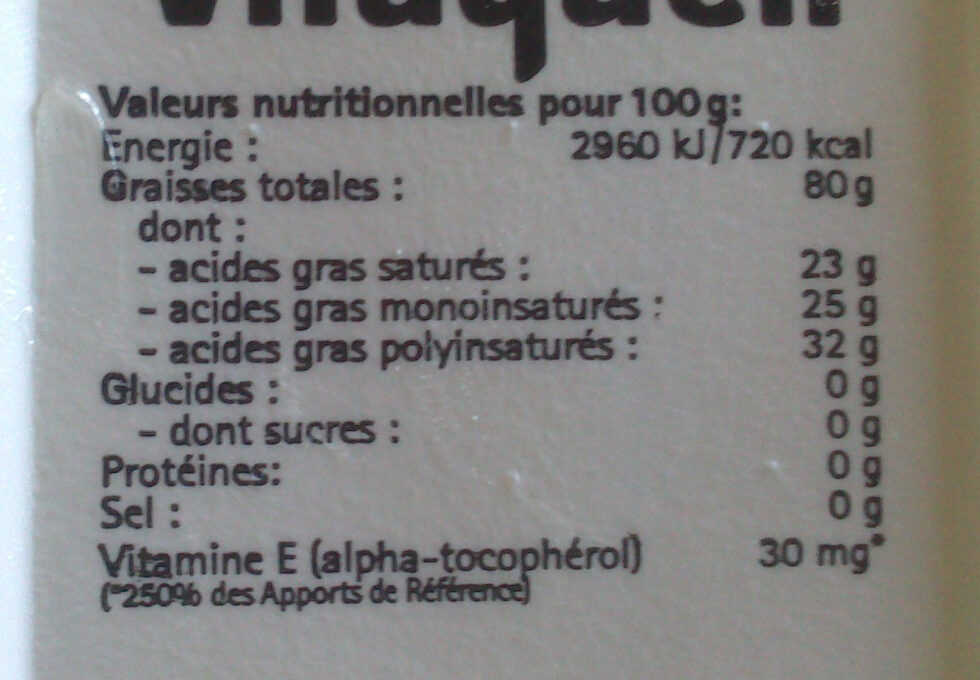 Valeurs nutritionnelles pour 100g:
Energie : 2960 kJ/720 kcal
Graisses totales : 80 g
dont :
- acides gras saturés : 23 g
- acides gras monoinsaturés : 25 g
- acides gras polyinsaturés : 32 g
Glucides : 0 g
- dont sucres : 0 g
Protéines: 0 g
Sel : 0 g
Vitamine E (alpha-tocophérol) 30 mg*
(*250% des Apports de Référence)